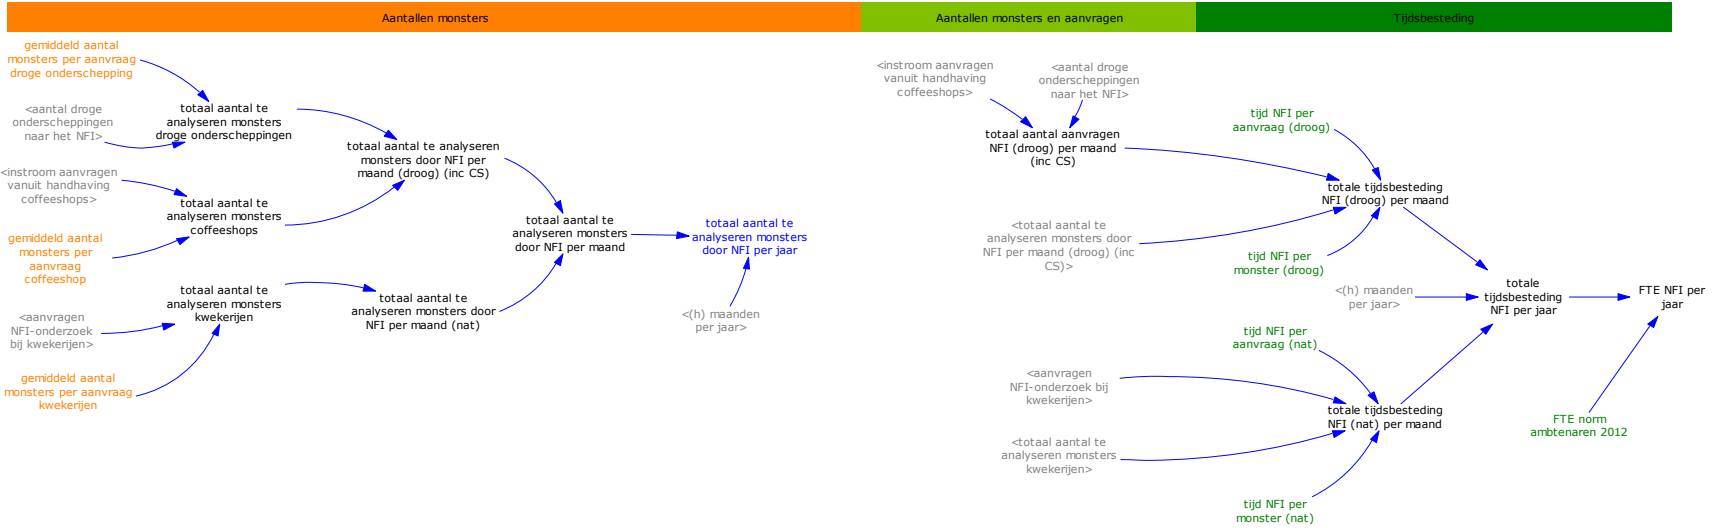 Aantallen monsters
Aantallen monsters en aanvragen
Tijdsbesteding
gemiddeld aantal
monsters per aanvraag
droge onderschepping
<aantal droge
onderscheppingen
naar het NFI>
totaal aantal te
analyseren monsters
droge onderscheppingen
<instroom aanvragen
vanuit handhaving
coffeeshops>
gemiddeld aantal
monsters per
aanvraag
coffeeshop
totaal aantal te
analyseren monsters
coffeeshops
totaal aantal te analyseren
monsters door NFI per
maand (droog) (inc CS)
<aanvragen
NFI-onderzoek
bij kwekerijen>
gemiddeld aantal
monsters per aanvraag
kwekerijen
totaal aantal te
analyseren monsters
kwekerijen
totaal aantal te
analyseren monsters door
NFI per maand (nat)
totaal aantal te
analyseren monsters
door NFI per maand
totaal aantal te
analyseren monsters
door NFI per jaar
<(h) maanden
per jaar>
<instroom aanvragen
vanuit handhaving
coffeeshops>
<aantal droge
onderscheppingen
naar het NFI>
totaal aantal aanvragen
NFI (droog) per maand
(inc CS)
tijd NFI per
aanvraag (droog)
totale tijdsbesteding
NFI (droog) per maand
<totaal aantal te
analyseren monsters door
NFI per maand (droog) (inc
CS)>
tijd NFI per
monster (droog)
<(h) maanden
per jaar>
totale
tijdsbesteding
NFI per jaar
FTE NFI per
jaar
tijd NFI per
aanvraag (nat)
<aanvragen
NFI-onderzoek bij
kwekerijen>
totale tijdsbesteding
NFI (nat) per maand
<totaal aantal te
analyseren monsters
kwekerijen>
tijd NFI per
monster (nat)
FTE norm
ambtenaren 2012